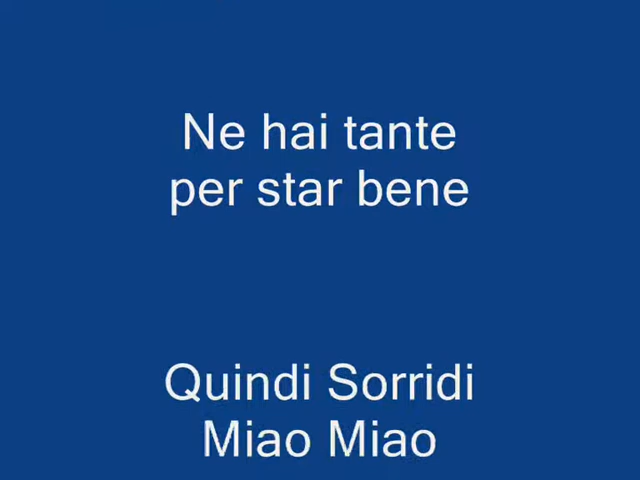 Ne hai tante
per star bene
Quindi Sorridi
Miao Miao